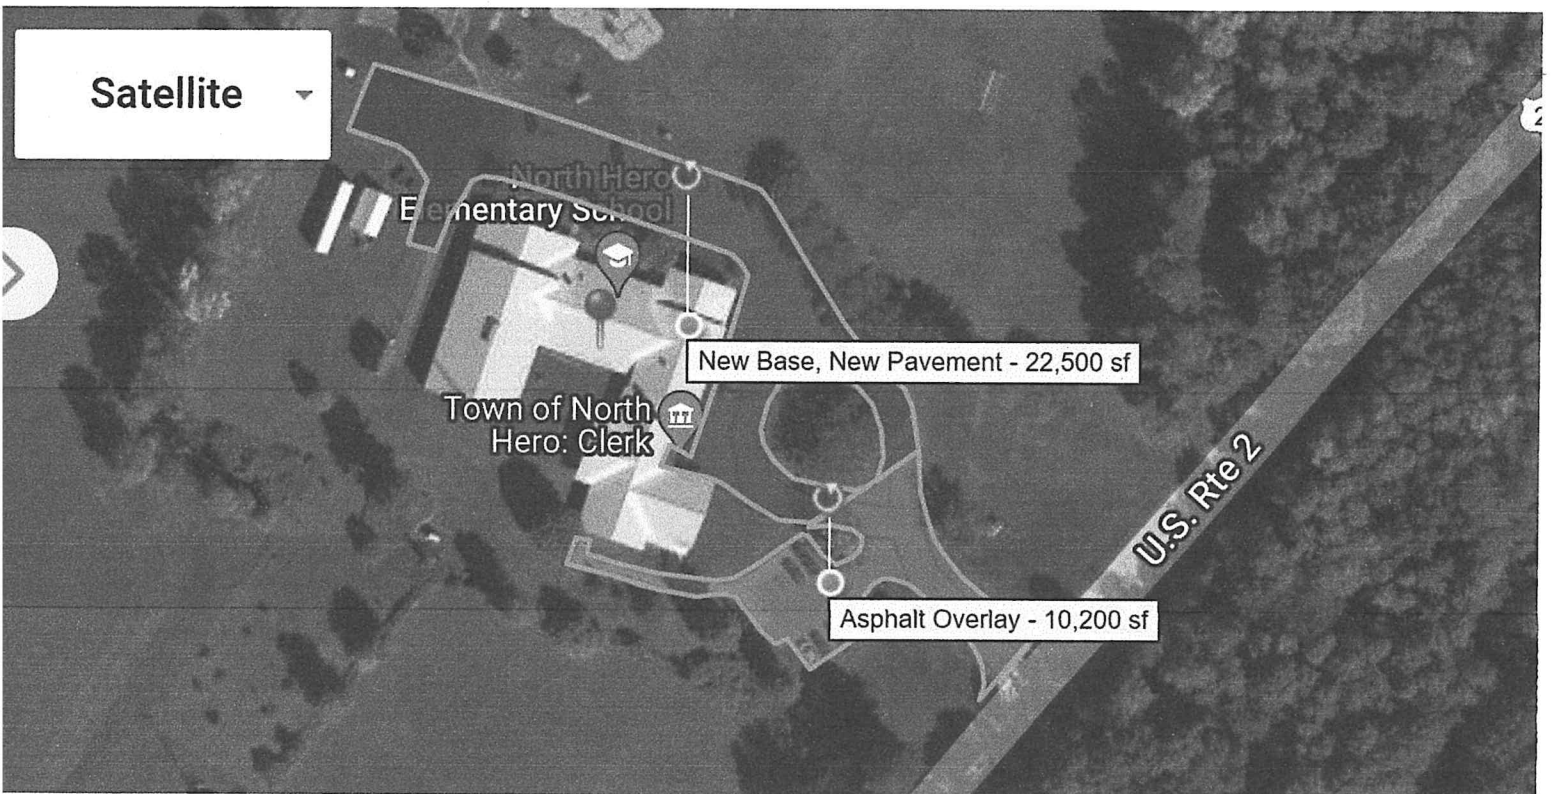 Satellite
2
North Hero
Elementary School
New Base, New Pavement - 22,500 sf
Town of North
Hero: Clerk
U.S. Rte 2
Asphalt Overlay - 10,200 sf